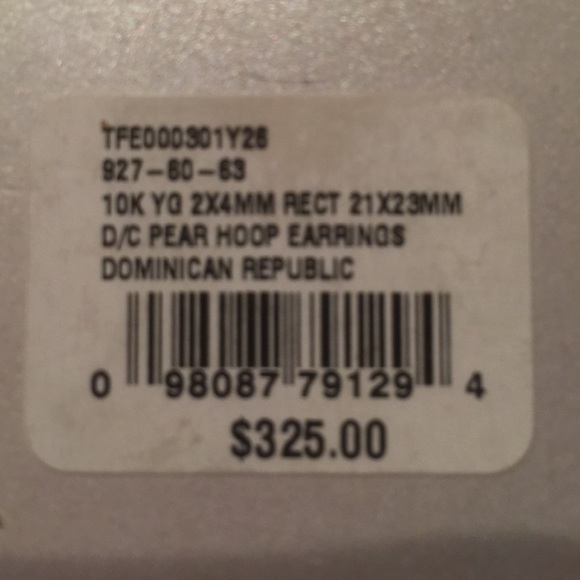 TFE000301Y26
927-60-63
10K YG 2X4MM RECT 21X23MM
D/C PEAR HOOP EARRINGS
DOMINICAN REPUBLIC
0 98087 79129 4
$325.00